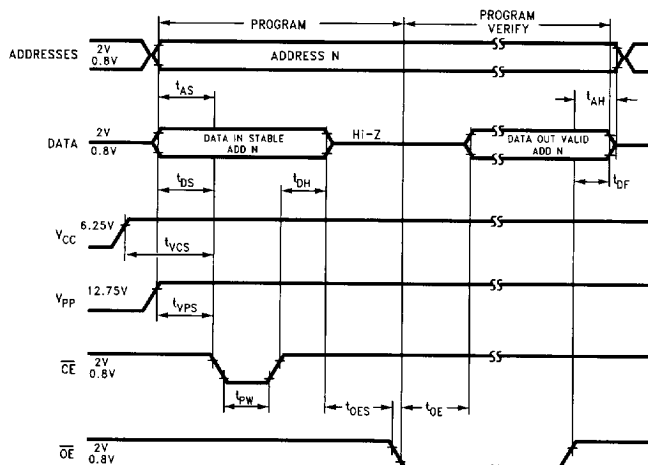 PROGRAM
PROGRAM
VERIFY
ADDRESSES
2V
0.8V
ADDRESS N
tAS
tAH
DATA
2V
0.8V
DATA IN STABLE
ADD N
Hi-Z
DATA OUT VALID
ADD N
tDS
tDH
tDF
VCC
6.25V
tVCS
VPP
12.75V
tVPS
CE
2V
0.8V
tPW
tOES
tOE
OE
2V
0.8V